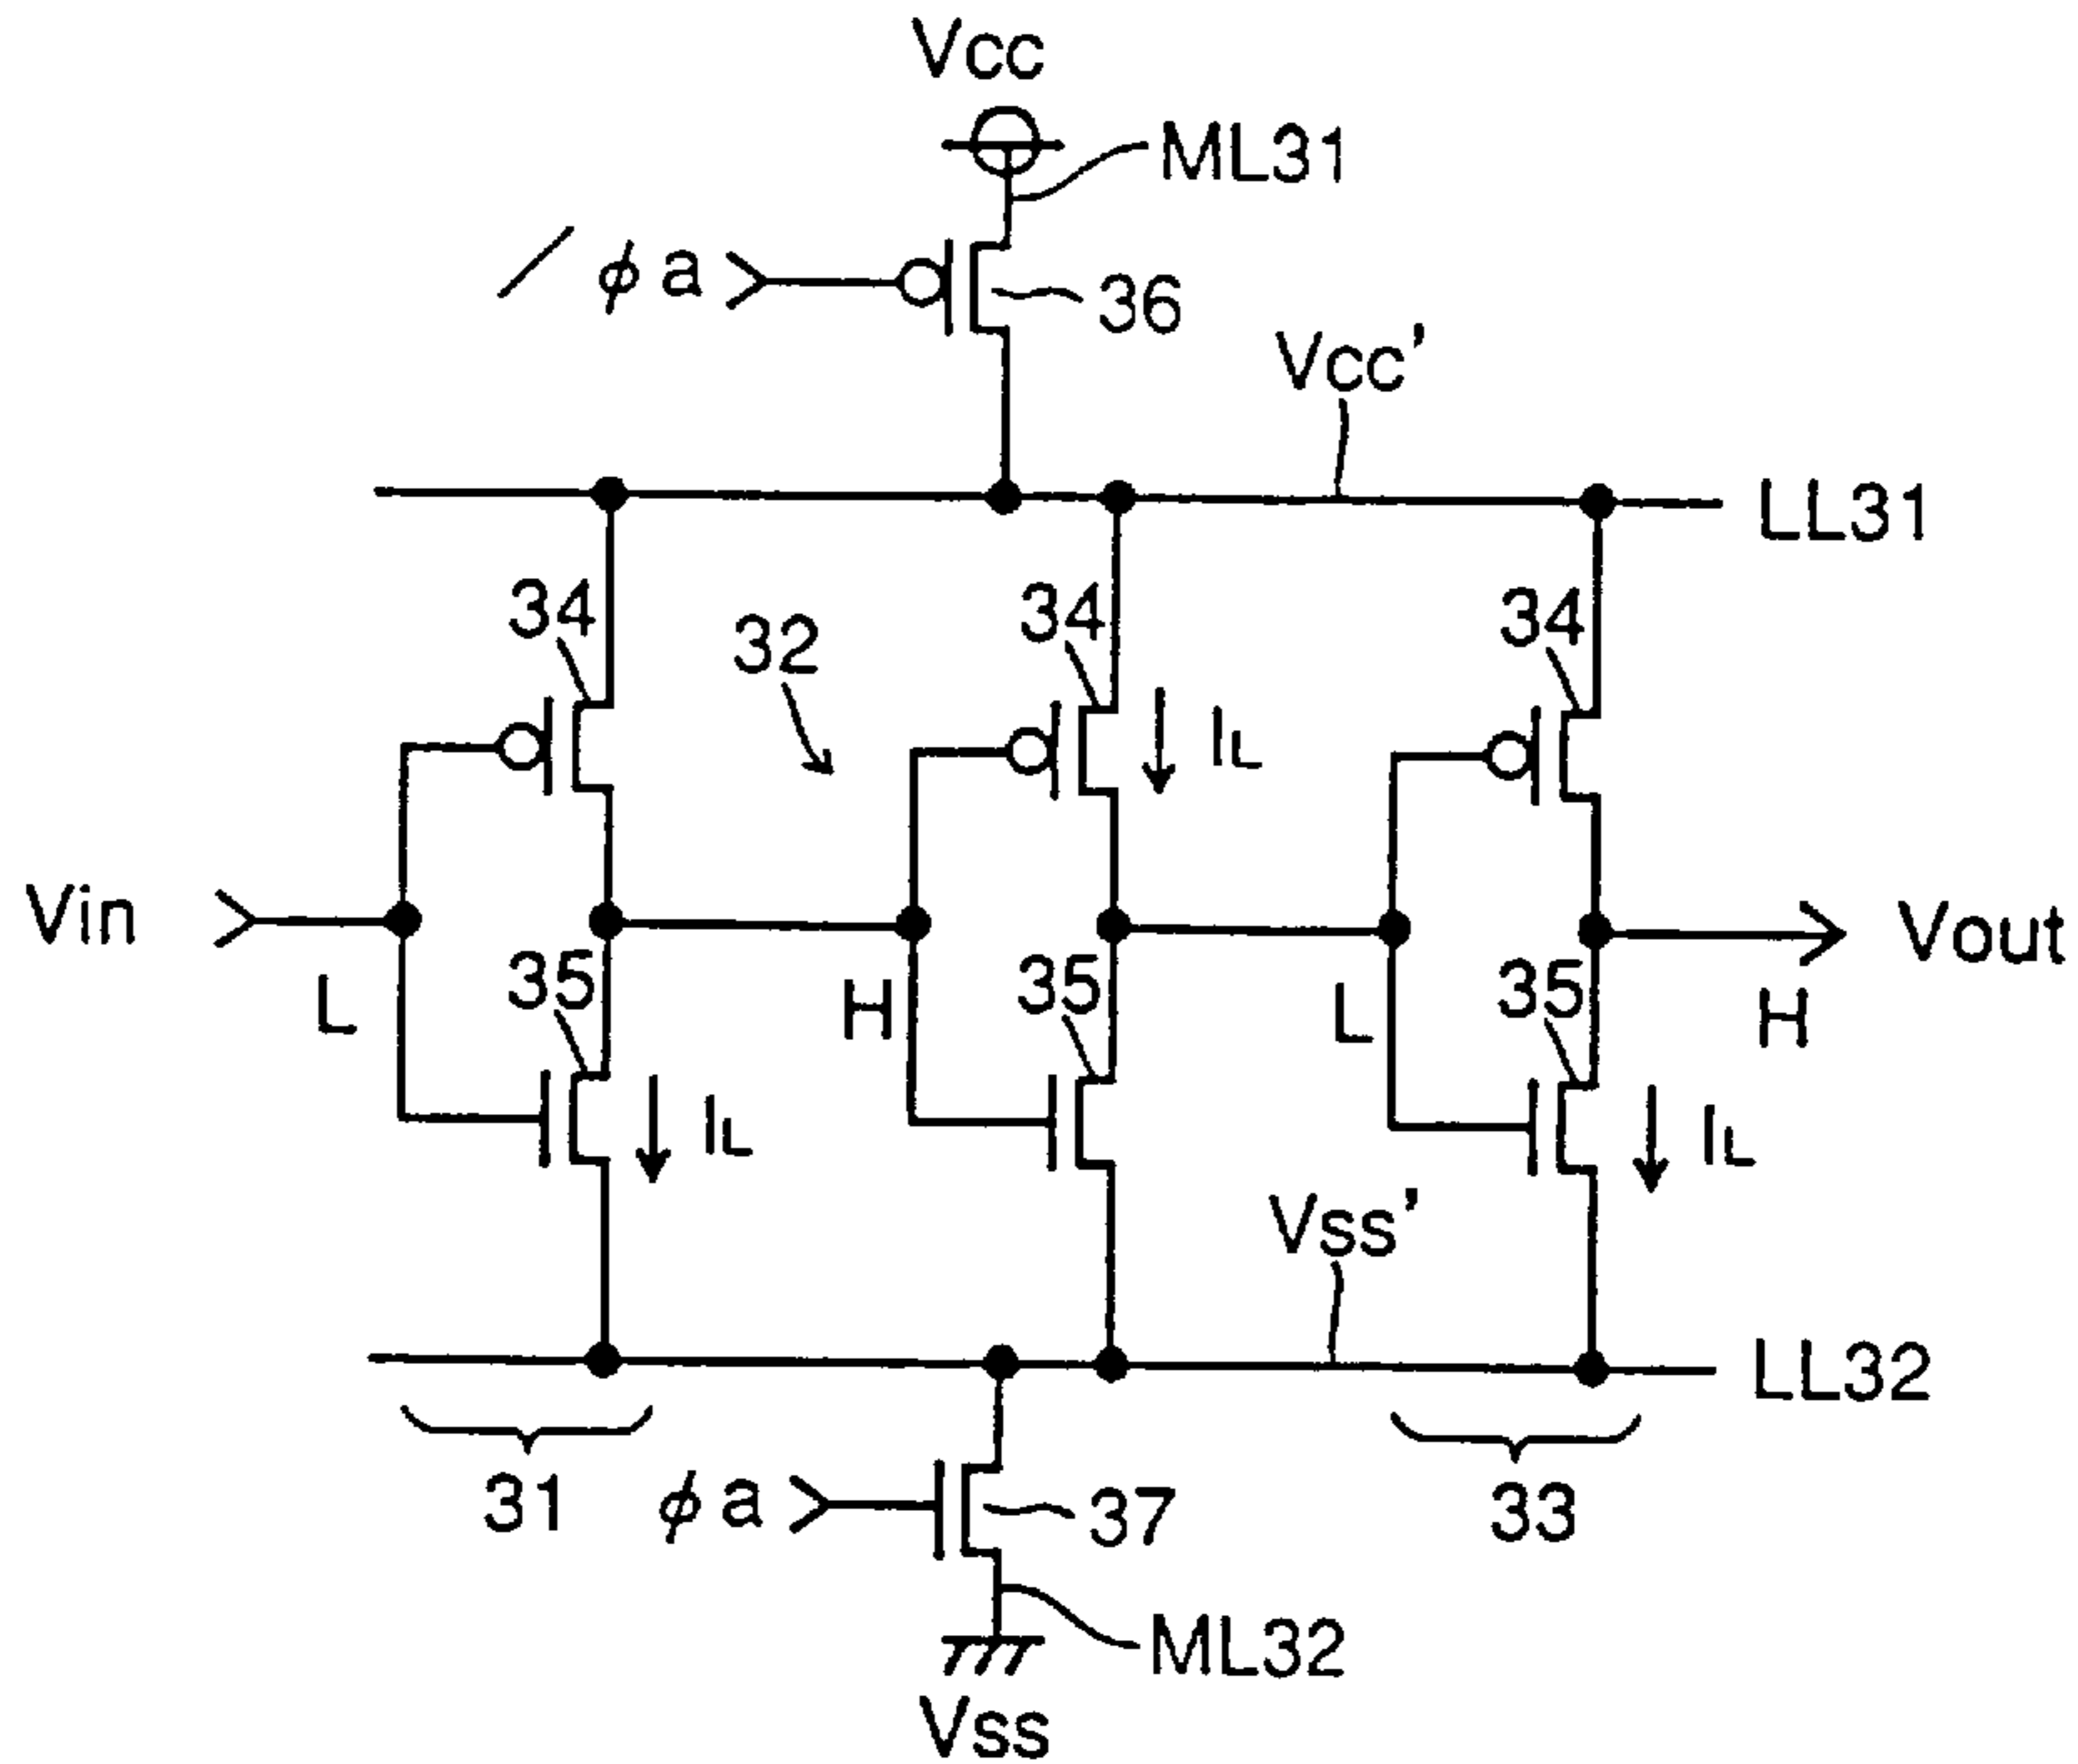 Vcc
ML31
/φa
36
Vcc'
LL31
34
32
34
34
IL
Vin
Vout
L
35
H
35
L
35
H
IL
IL
Vss'
LL32
31
φa
37
33
ML32
Vss